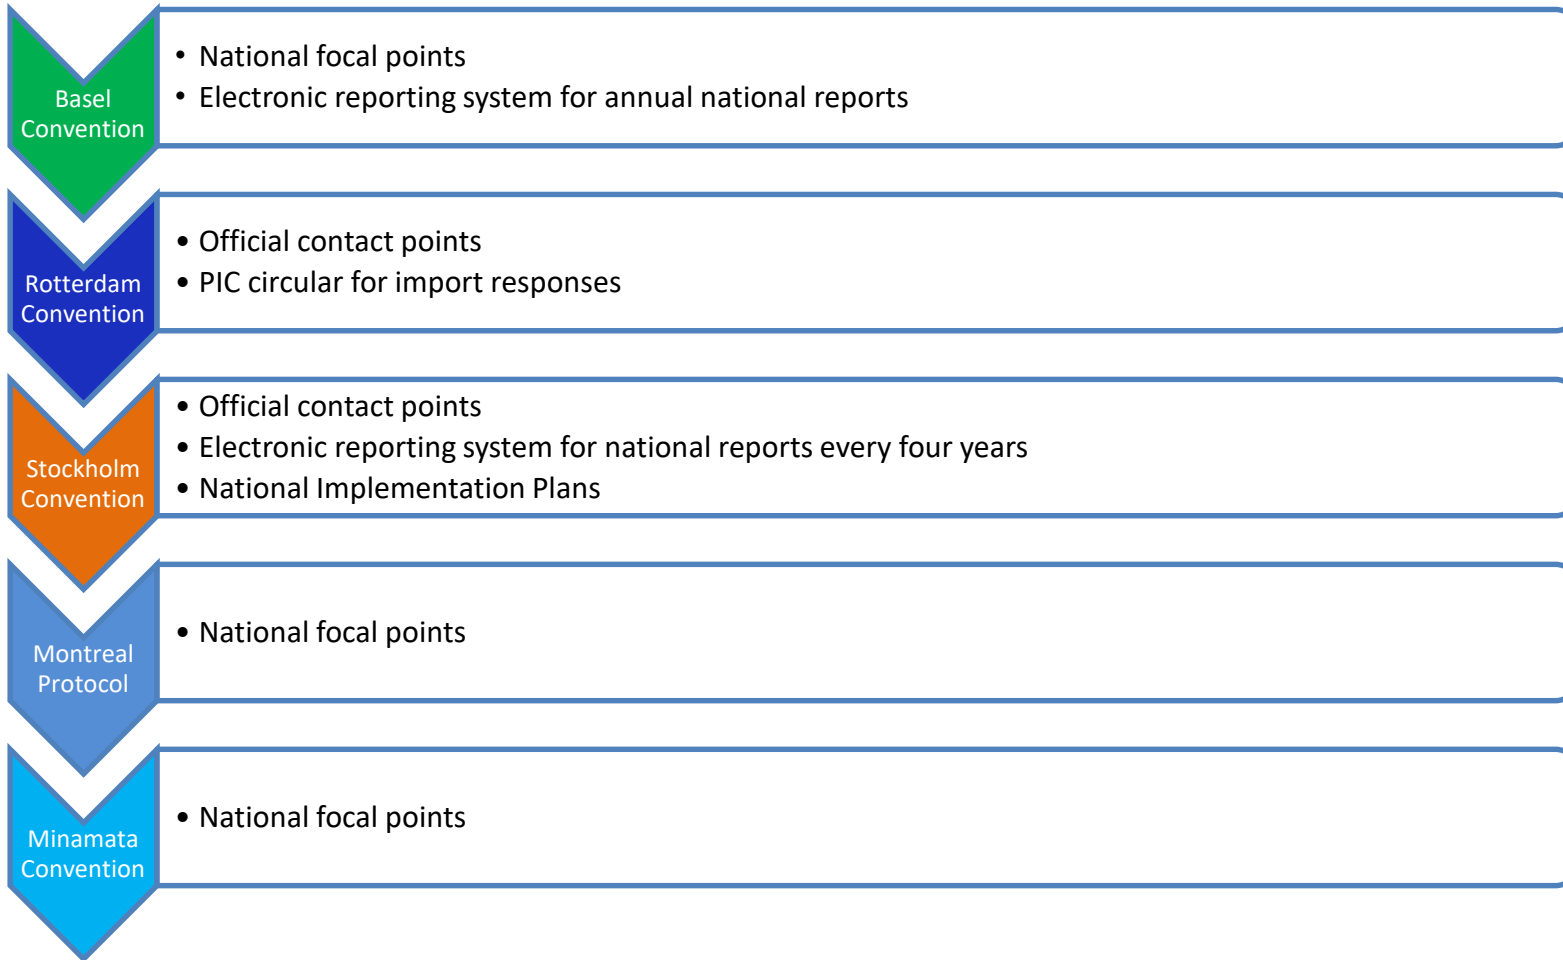 Basel
Convention
• National focal points
• Electronic reporting system for annual national reports
Rotterdam
Convention
• Official contact points
• PIC circular for import responses
Stockholm
Convention
• Official contact points
• Electronic reporting system for national reports every four years
• National Implementation Plans
Montreal
Protocol
• National focal points
Minamata
Convention
• National focal points